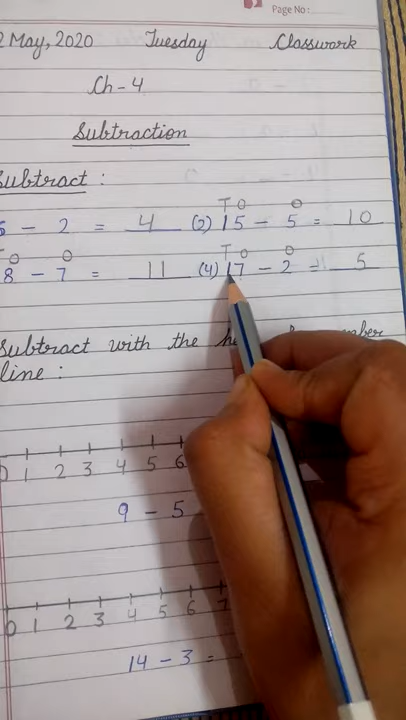 Page No:
2 May, 2020 Tuesday Classwork
Ch-4
Subtraction
Subtract :
T O O
6 - 2 = 4 (2) 15 - 5 = 10
O O T O O
8 - 7 = 11 (4) 17 - 2 = 5
Subtract with the number
line :
0 1 2 3 4 5 6
9 - 5
0 1 2 3 4 5 6 7
14 - 3 =